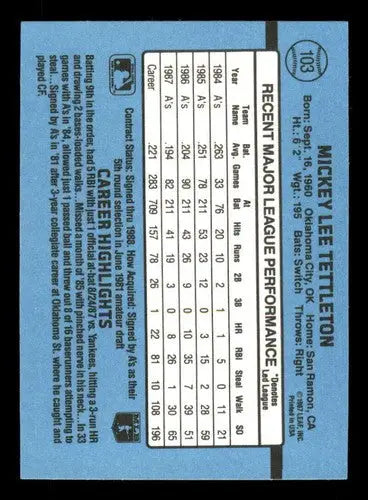 103
MICKEY LEE TETTLETON
Born: Sept. 16, 1960 Oklahoma City, OK Home: San Ramon, CA
Ht.: 6' 2" Wgt.: 195 Bats: Switch Throws: Right
RECENT MAJOR LEAGUE PERFORMANCE
*Denotes
Led League
© 1987 LEAF, INC.
Printed in USA
Team Bat. At
Year Name Avg. Games Bat Hits Runs 2B 3B HR RBI Steal Walk SO
1984 A's .263 33 76 20 10 2 1 1 5 0 11 21
1985 A's .251 78 211 53 23 12 0 3 15 2 28 59
1986 A's .204 90 211 43 26 9 0 10 35 7 39 51
1987 A's .194 82 211 41 19 3 0 8 26 1 30 65
Career .221 283 709 157 78 26 1 22 81 10 108 196
Contract Status: Signed thru 1988. How Acquired: Signed by A's as their
5th round selection in June 1981 amateur draft
CAREER HIGHLIGHTS
Batting 9th in the order, had 5 RBI with just 1 official at-bat 8/24/87 vs. Yankees, hitting a 3-run HR
and drawing 2 bases-loaded walks...Missed a month of '85 with pinched nerve in his neck...In 33
games with A's in '84, allowed just 1 passed ball and threw out 8 of 16 baserunners attempting to
steal...Signed by A's in '81 after 3-year collegiate career at Oklahoma St. where he caught and
played CF.